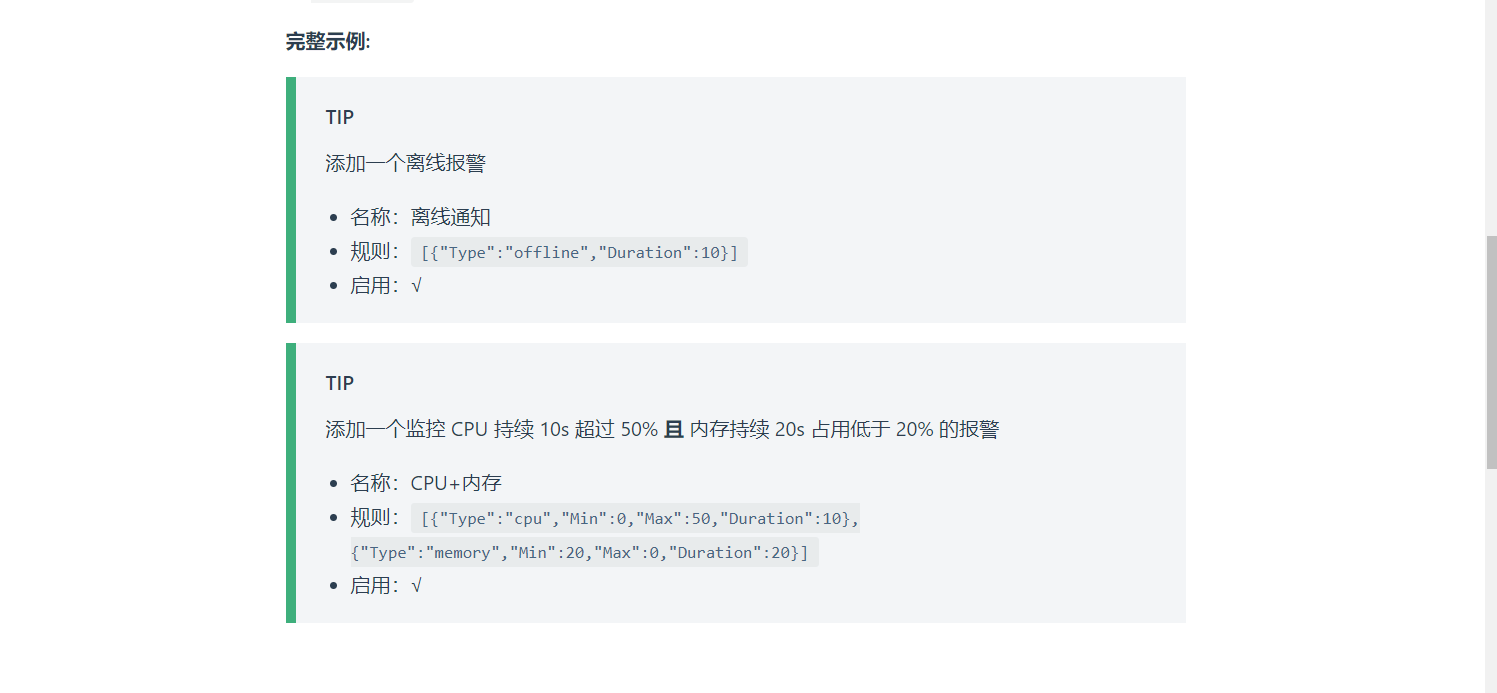 完整示例:
TIP
添加一个离线报警
名称：离线通知
规则： [{"Type":"offline","Duration":10}]
启用：√
TIP
添加一个监控 CPU 持续 10s 超过 50% 且 内存持续 20s 占用低于 20% 的报警
名称：CPU+内存
规则： [{"Type":"cpu","Min":0,"Max":50,"Duration":10},
{"Type":"memory","Min":20,"Max":0,"Duration":20}]
启用：√